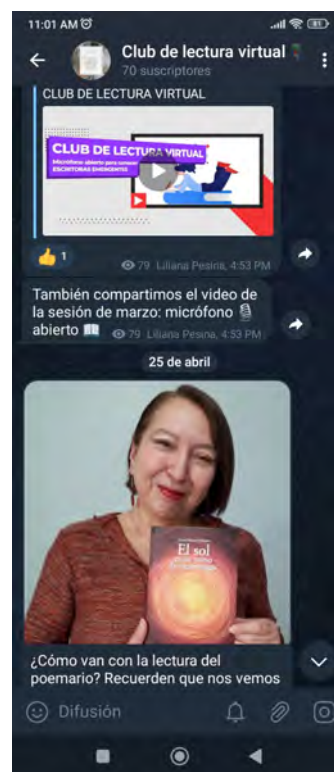 11:01 AM
81
Club de lectura virtual
70 suscriptores
CLUB DE LECTURA VIRTUAL
CLUB DE LECTURA VIRTUAL
Micrófono abierto para conocer
ESCRITORAS EMERGENTES
1
79 Liliana Pesina, 4:53 PM
También compartimos el video de
la sesión de marzo: micrófono
abierto
79 Liliana Pesina, 4:53 PM
25 de abril
El sol
¿Cómo van con la lectura del
poemario? Recuerden que nos vemos
Difusión